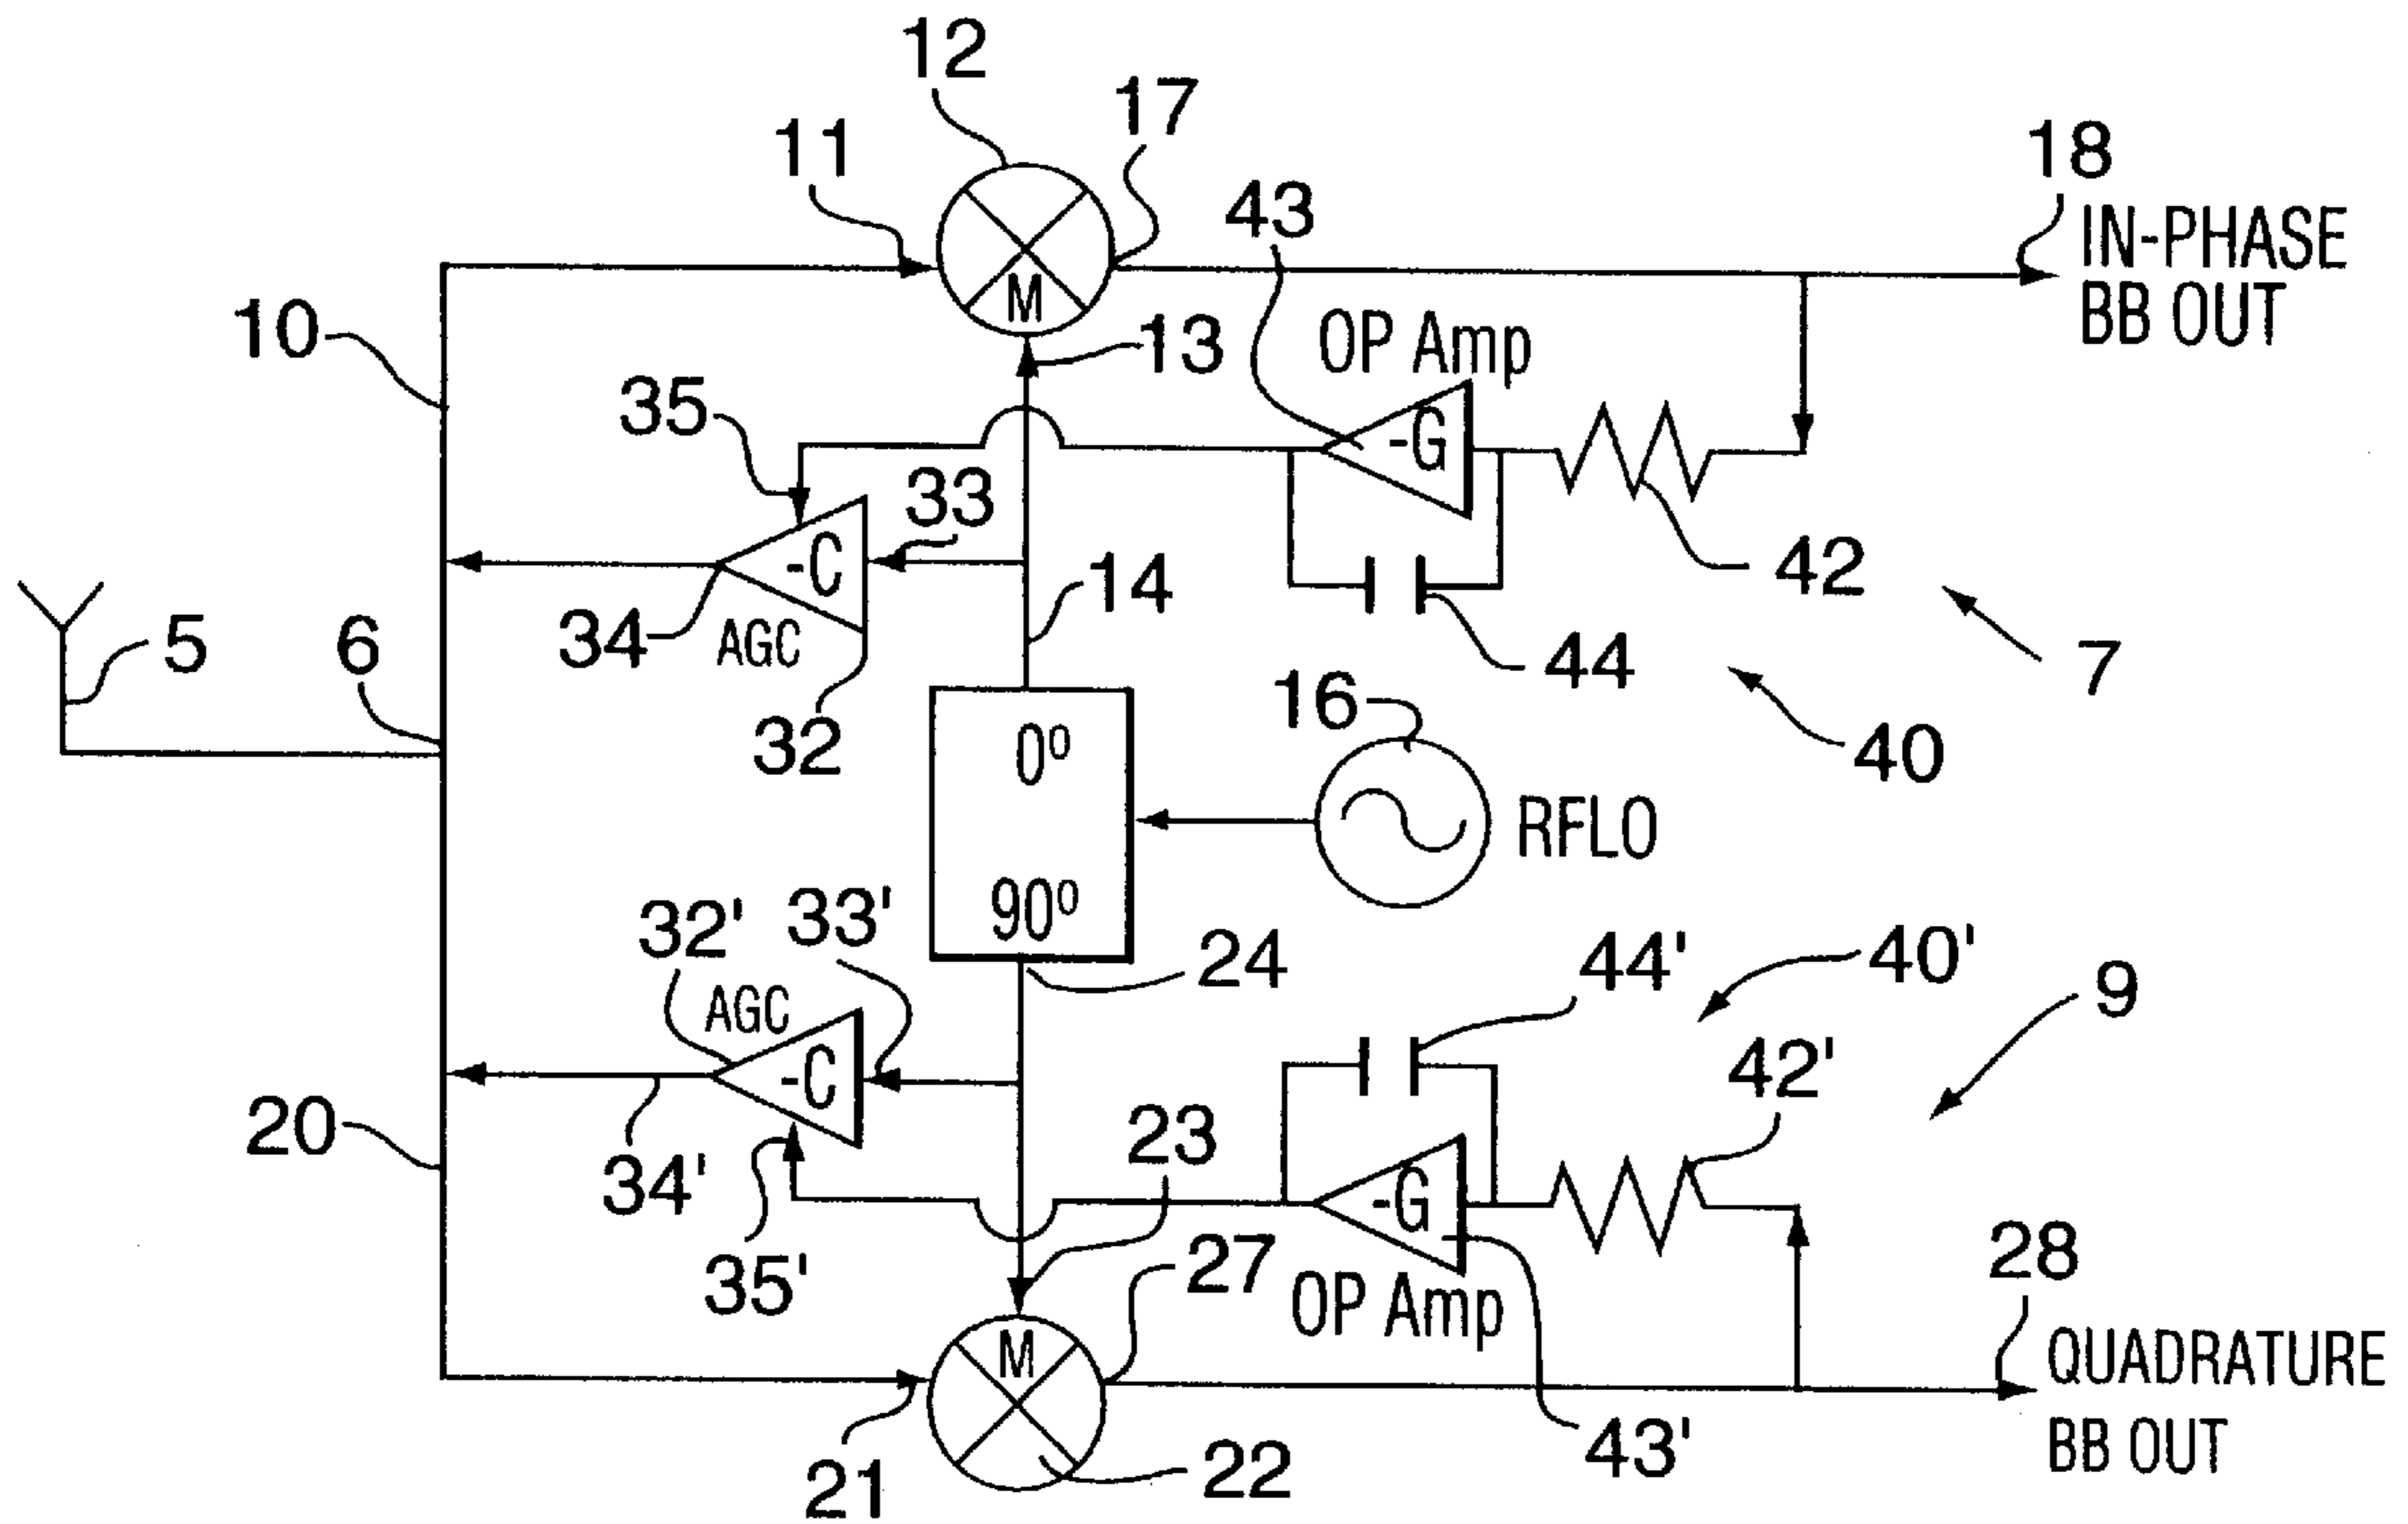 12
17
11
18
43
IN-PHASE
BB OUT
M
10
13
OP Amp
35
-G
33
-C
14
42
34
AGC
44
5
6
7
16
32
40
0º
RFLO
90º
32'
33'
24
44'
40'
9
AGC
42'
-C
20
23
34'
-G
27
28
35'
OP Amp
M
QUADRATURE
BB OUT
43'
21
22